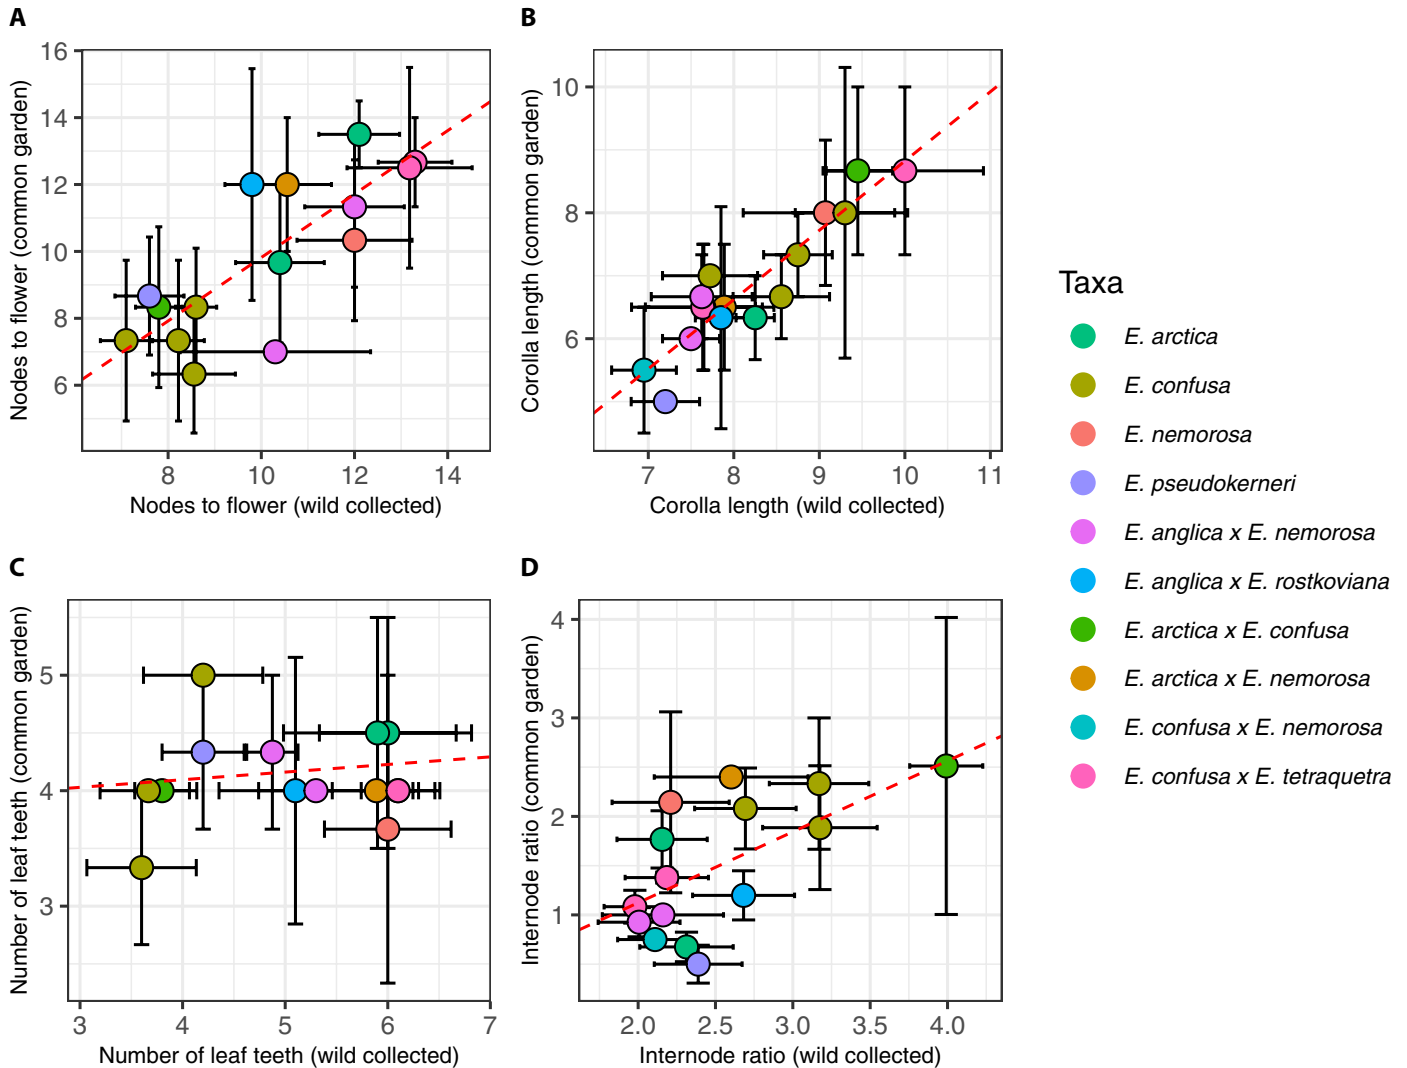 A
16
14
12
10
8
6
Nodes to flower (common garden)
8 10 12 14
Nodes to flower (wild collected)
B
10
8
6
Corolla length (common garden)
7 8 9 10 11
Corolla length (wild collected)
C
5
4
3
Number of leaf teeth (common garden)
3 4 5 6 7
Number of leaf teeth (wild collected)
D
4
3
2
1
Internode ratio (common garden)
2.0 2.5 3.0 3.5 4.0
Internode ratio (wild collected)
Taxa
E. arctica
E. confusa
E. nemorosa
E. pseudokerneri
E. anglica x E. nemorosa
E. anglica x E. rostkoviana
E. arctica x E. confusa
E. arctica x E. nemorosa
E. confusa x E. nemorosa
E. confusa x E. tetraquetra